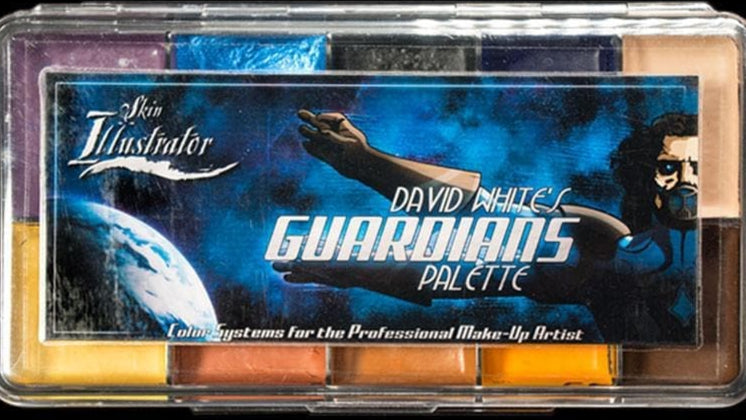 Skin
Illustrator
DAVID WHITE'S
GUARDIANS
PALETTE
Color Systems for the Professional Make-Up Artist